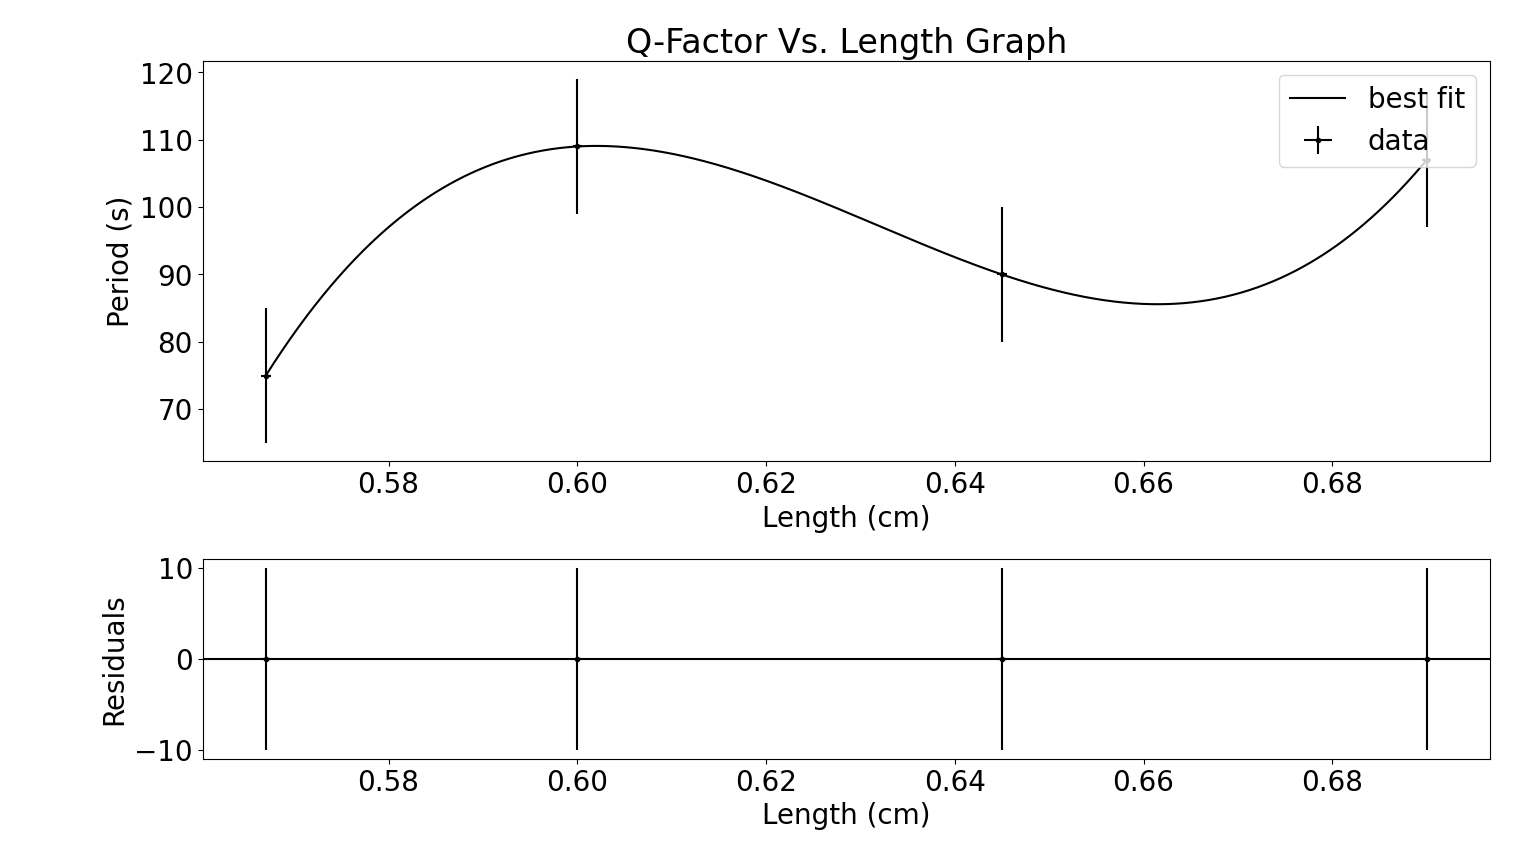 Q-Factor Vs. Length Graph
120
110
100
90
80
70
Period (s)
best fit
data
0.58 0.60 0.62 0.64 0.66 0.68
Length (cm)
10
0
−10
Residuals
0.58 0.60 0.62 0.64 0.66 0.68
Length (cm)